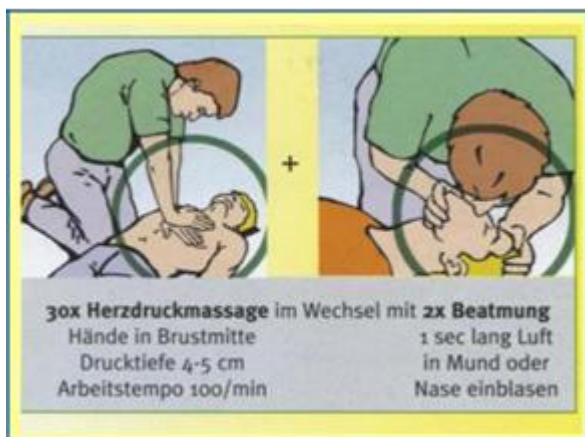 +
30x Herzdruckmassage im Wechsel mit 2x Beatmung
Hände in Brustmitte
Drucktiefe 4-5 cm
Arbeitstempo 100/min
1 sec lang Luft
in Mund oder
Nase einblasen